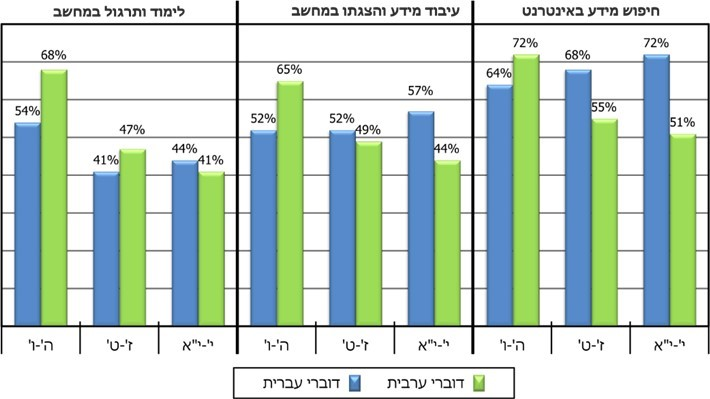 חיפוש מידע באינטרנט
עיבוד מידע והצגתו במחשב
לימוד ותרגול במחשב
54% 68% 41% 47% 44% 41%
52% 65% 52% 49% 57% 44%
64% 72% 68% 55% 72% 51%
ה'-ו' ז'-ט' י'-י"א
ה'-ו' ז'-ט' י'-י"א
ה'-ו' ז'-ט' י'-י"א
דוברי ערבית דוברי עברית